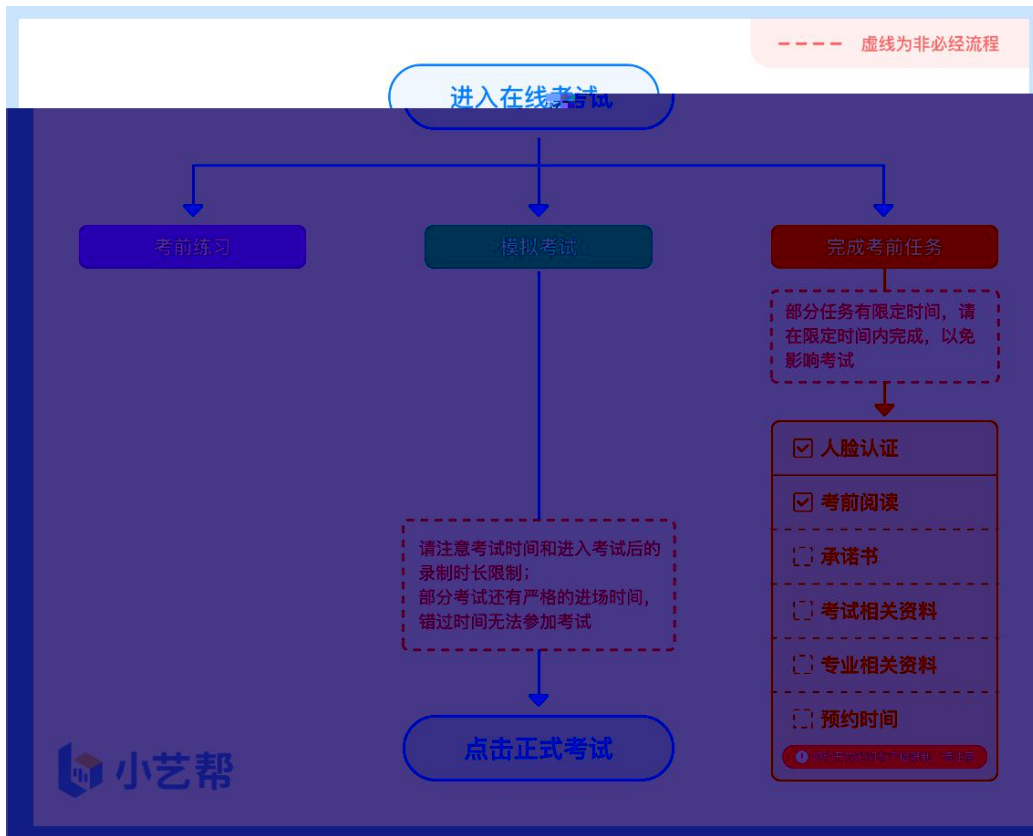 虚线为非必经流程
进入在线考试
考前练习
模拟考试
完成考前任务
部分任务有限定时间，请
在限定时间内完成，以免
影响考试
人脸认证
考前阅读
承诺书
考试相关资料
专业相关资料
预约时间
请注意考试时间和进入考试后的
录制时长限制；
部分考试还有严格的进场时间，
错过时间无法参加考试
点击正式考试
小艺帮